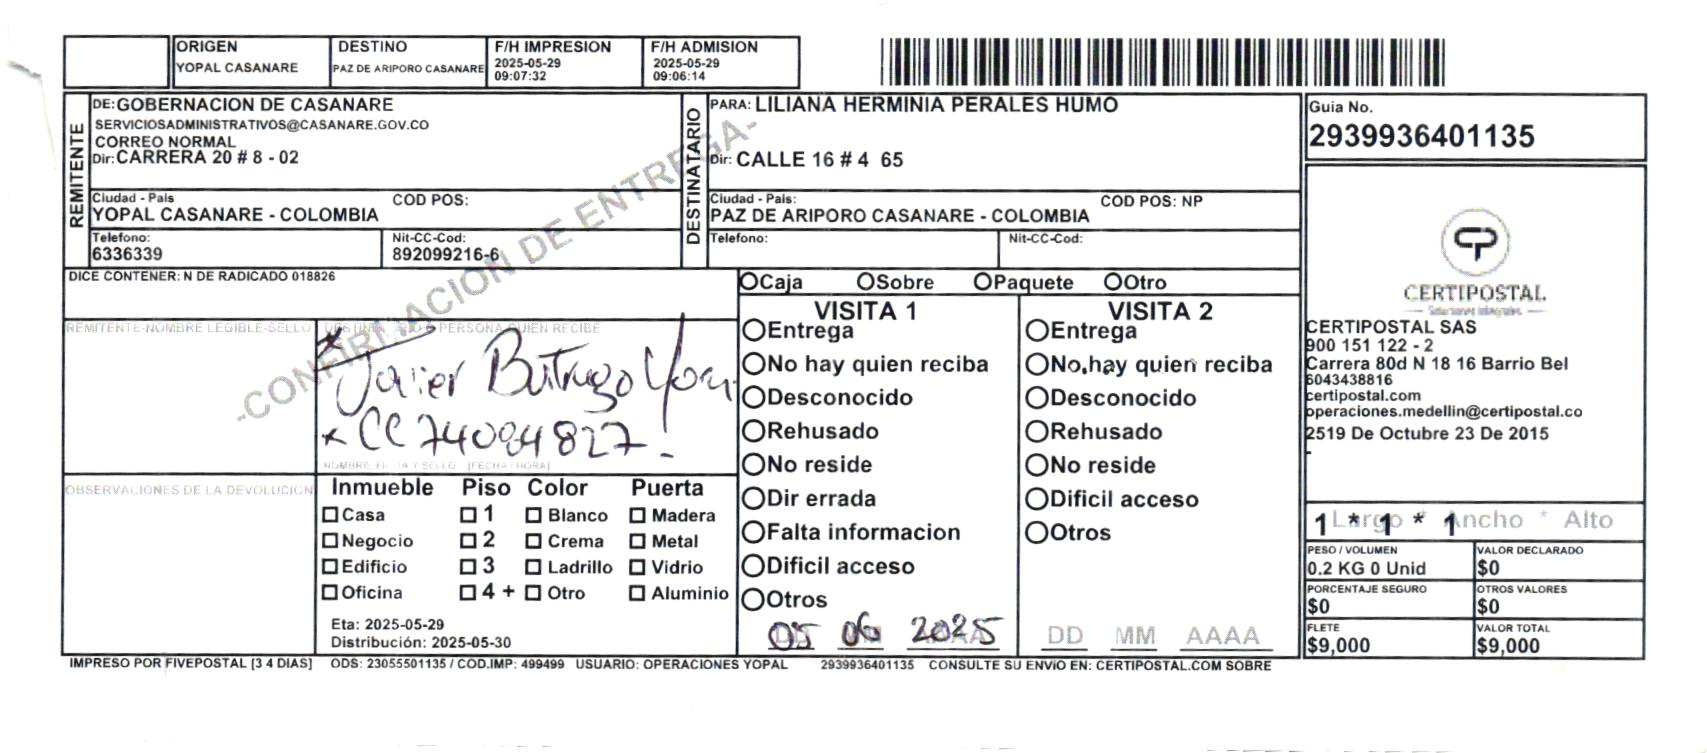 ORIGEN
YOPAL CASANARE
DESTINO
PAZ DE ARIPORO CASANARE
F/H IMPRESION
2025-05-29
09:07:32
F/H ADMISION
2025-05-29
09:06:14
REMITENTE
DE:GOBERNACION DE CASANARE
SERVICIOSADMINISTRATIVOS@CASANARE.GOV.CO
CORREO NORMAL
Dir:CARRERA 20 # 8 - 02
Ciudad - Pais
COD POS:
YOPAL CASANARE - COLOMBIA
Telefono:
6336339
Nit-CC-Cod:
892099216-6
DESTINATARIO
PARA: LILIANA HERMINIA PERALES HUMO
Dir: CALLE 16 # 4 65
Ciudad - Pais:
COD POS: NP
PAZ DE ARIPORO CASANARE - COLOMBIA
Telefono:
Nit-CC-Cod:
Guia No.
2939936401135
-CONFIRMACION DE ENTREGA-
DICE CONTENER: N DE RADICADO 018826
REMITENTE-NOMBRE LEGIBLE-SELLO
PERSONA QUIEN RECIBE
Javier
CC 74084827
NOMBRE, FIRMA Y SELLO [FECHA / HORA]
OBSERVACIONES DE LA DEVOLUCION
Inmueble Piso Color Puerta
Casa 1 Blanco Madera
Negocio 2 Crema Metal
Edificio 3 Ladrillo Vidrio
Oficina 4 + Otro Aluminio
Eta: 2025-05-29
Distribución: 2025-05-30
Caja Sobre Paquete Otro
VISITA 1
Entrega
No hay quien reciba
Desconocido
Rehusado
No reside
Dir errada
Falta informacion
Dificil acceso
Otros
05 06 2025
VISITA 2
Entrega
No hay quien reciba
Desconocido
Rehusado
No reside
Dificil acceso
Otros
DD MM AAAA
CP
CERTIPOSTAL
Soluciones Integrales
CERTIPOSTAL SAS
900 151 122 - 2
Carrera 80d N 18 16 Barrio Bel
6043438816
certipostal.com
operaciones.medellin@certipostal.co
2519 De Octubre 23 De 2015
-
1 * 1 * 1
Largo * Ancho * Alto
PESO / VOLUMEN
0.2 KG 0 Unid
VALOR DECLARADO
$0
PORCENTAJE SEGURO
$0
OTROS VALORES
$0
FLETE
$9,000
VALOR TOTAL
$9,000
IMPRESO POR FIVEPOSTAL [3 4 DIAS] ODS: 23055501135 / COD.IMP: 499499 USUARIO: OPERACIONES YOPAL 2939936401135 CONSULTE SU ENVIO EN: CERTIPOSTAL.COM SOBRE